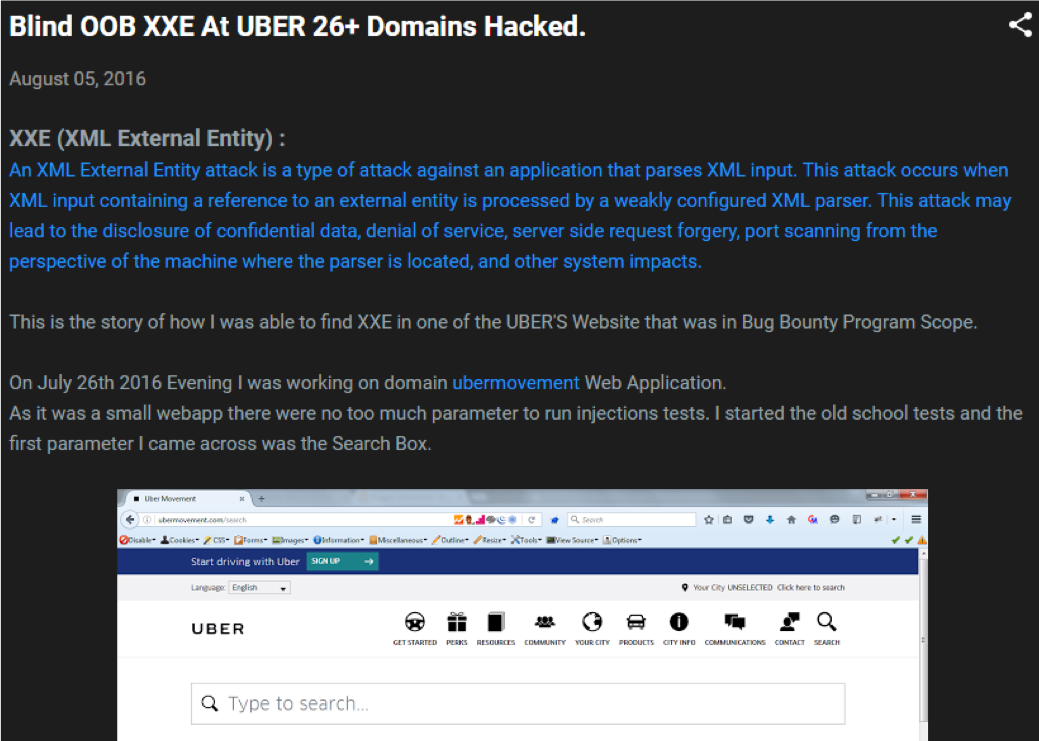 Blind OOB XXE At UBER 26+ Domains Hacked.
August 05, 2016
XXE (XML External Entity) :
An XML External Entity attack is a type of attack against an application that parses XML input. This attack occurs when
XML input containing a reference to an external entity is processed by a weakly configured XML parser. This attack may
lead to the disclosure of confidential data, denial of service, server side request forgery, port scanning from the
perspective of the machine where the parser is located, and other system impacts.
This is the story of how I was able to find XXE in one of the UBER'S Website that was in Bug Bounty Program Scope.
On July 26th 2016 Evening I was working on domain ubermovement Web Application.
As it was a small webapp there were no too much parameter to run injections tests. I started the old school tests and the
first parameter I came across was the Search Box.
Uber Movement
ubermovement.com/search
Search
Disable Cookies CSS Forms Images Information Miscellaneous Outline Resize Tools View Source Options
Start driving with Uber SIGN UP
Language: English Your City UNSELECTED Click here to search
UBER
GET STARTED PERKS RESOURCES COMMUNITY YOUR CITY PRODUCTS CITY INFO COMMUNICATIONS CONTACT SEARCH
Type to search...